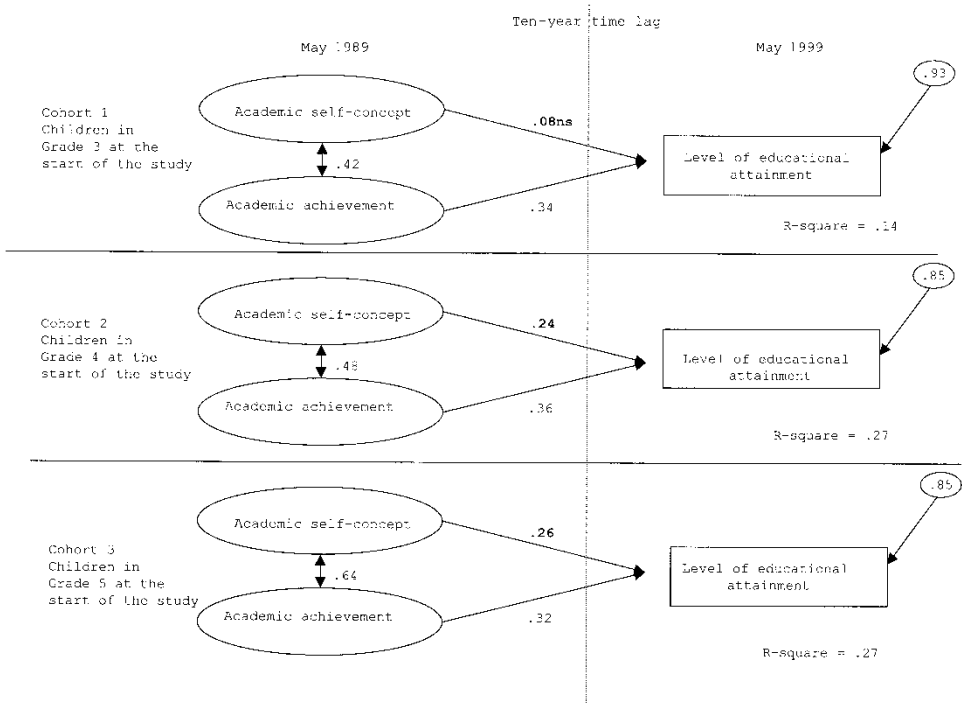 Ten-year time lag
May 1989
May 1999
.93
Cohort 1
Children in
Grade 3 at the
start of the study
Academic self-concept
.08ns
.42
Level of educational
attainment
Academic achievement
.34
R-square = .14
.85
Cohort 2
Children in
Grade 4 at the
start of the study
Academic self-concept
.24
.48
Level of educational
attainment
Academic achievement
.36
R-square = .27
.85
Cohort 3
Children in
Grade 5 at the
start of the study
Academic self-concept
.26
.64
Level of educational
attainment
Academic achievement
.32
R-square = .27